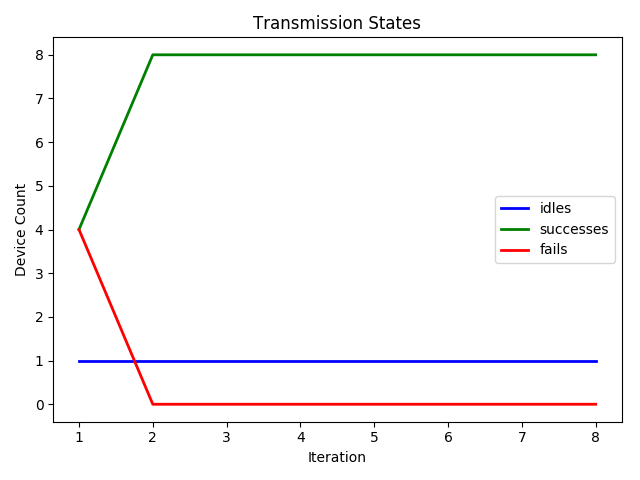 Transmission States
Device Count
8
7
6
5
4
3
2
1
0
idles
successes
fails
1 2 3 4 5 6 7 8
Iteration